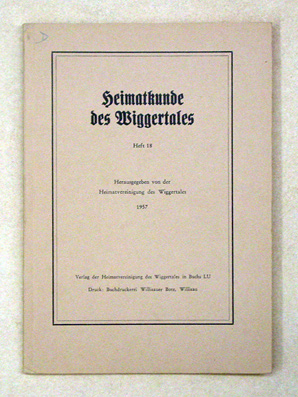 Heimatkunde
des Wiggertales
Heft 18
Herausgegeben von der
Heimatvereinigung des Wiggertales
1957
Verlag der Heimatvereinigung des Wiggertales in Buchs LU
Druck: Buchdruckerei Willisauer Bote, Willisau